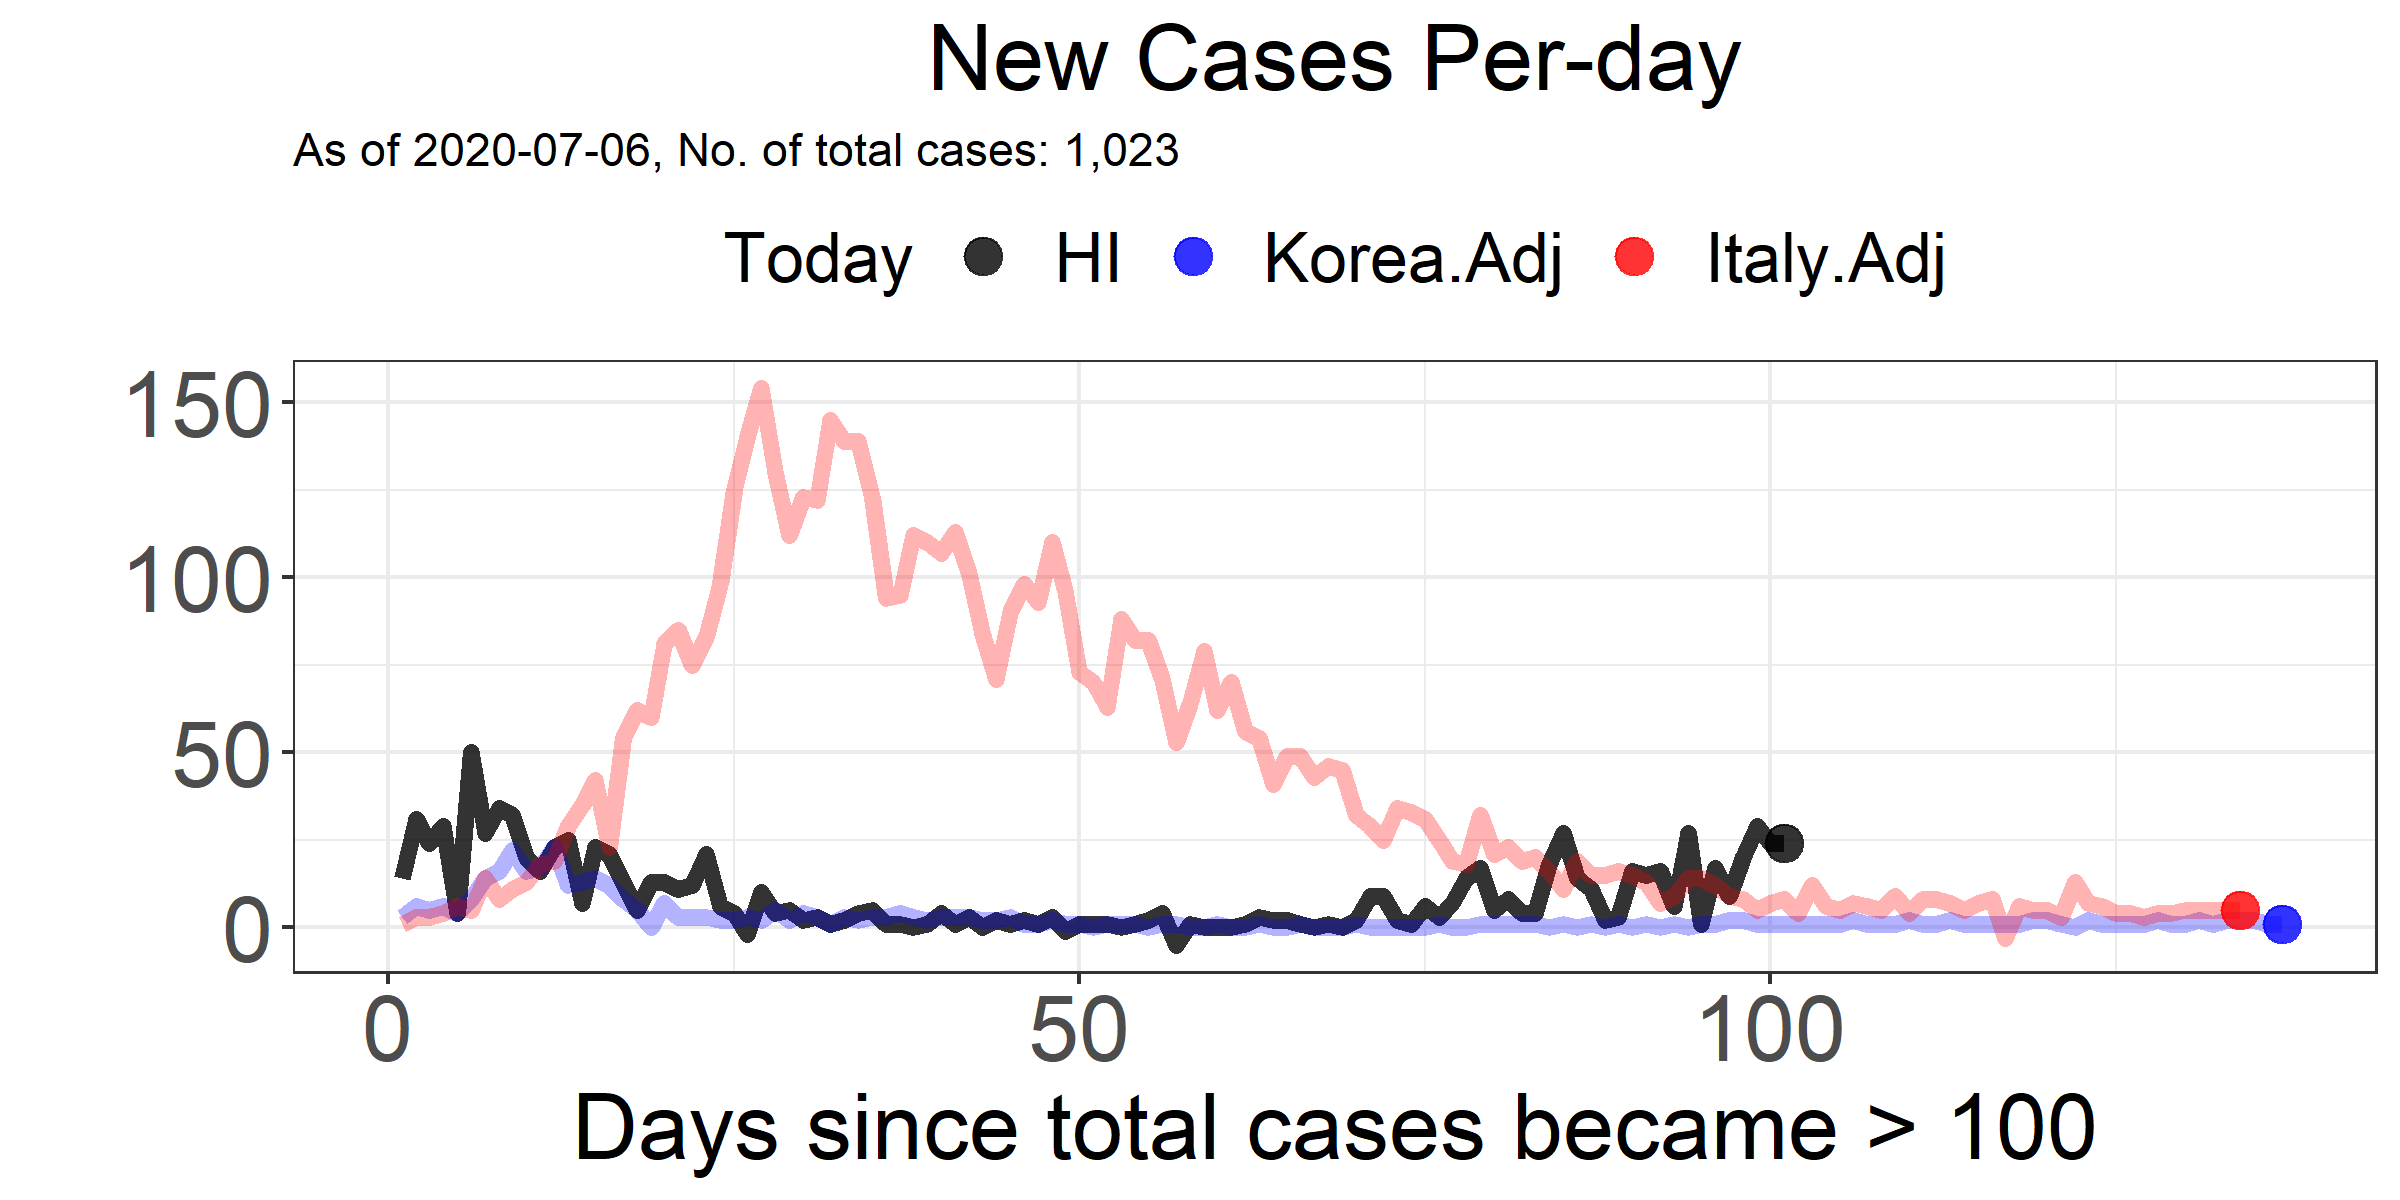 New Cases Per-day
As of 2020-07-06, No. of total cases: 1,023
Today HI Korea.Adj Italy.Adj
150
100
50
0
0 50 100
Days since total cases became > 100